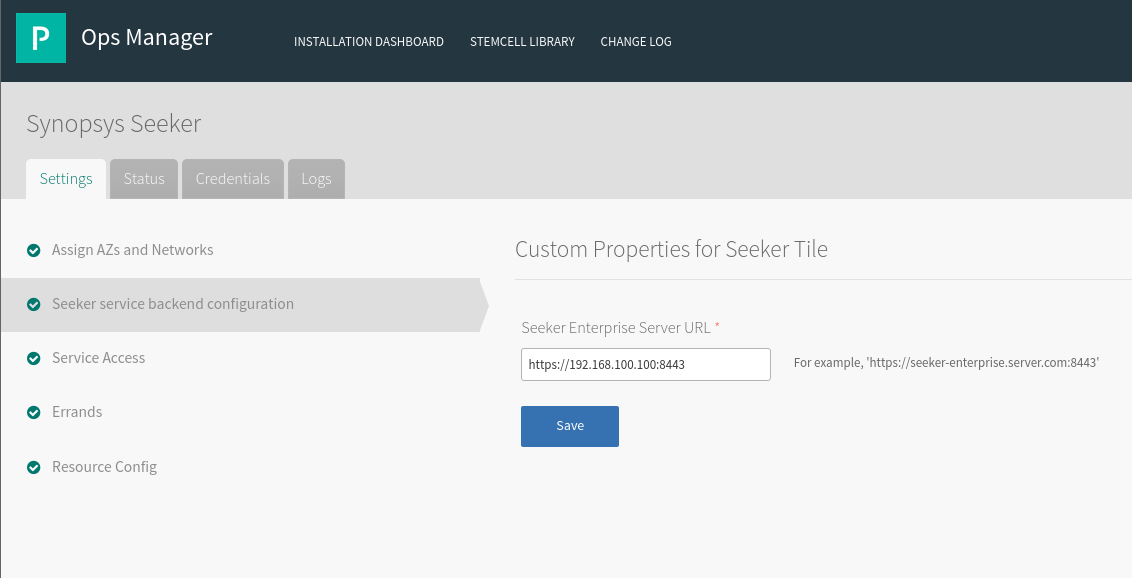 P Ops Manager INSTALLATION DASHBOARD STEMCELL LIBRARY CHANGE LOG
Synopsys Seeker
Settings Status Credentials Logs
Assign AZs and Networks
Seeker service backend configuration
Service Access
Errands
Resource Config
Custom Properties for Seeker Tile
Seeker Enterprise Server URL *
https://192.168.100.100:8443 For example, 'https://seeker-enterprise.server.com:8443'
Save